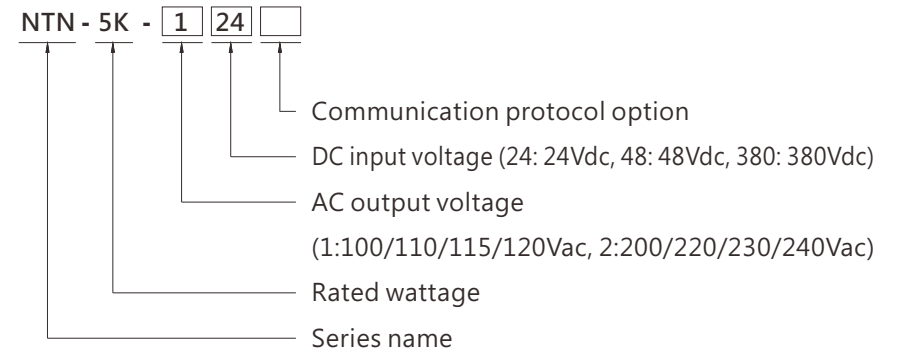 NTN - 5K - 1 24
Communication protocol option
DC input voltage (24: 24Vdc, 48: 48Vdc, 380: 380Vdc)
AC output voltage
(1:100/110/115/120Vac, 2:200/220/230/240Vac)
Rated wattage
Series name